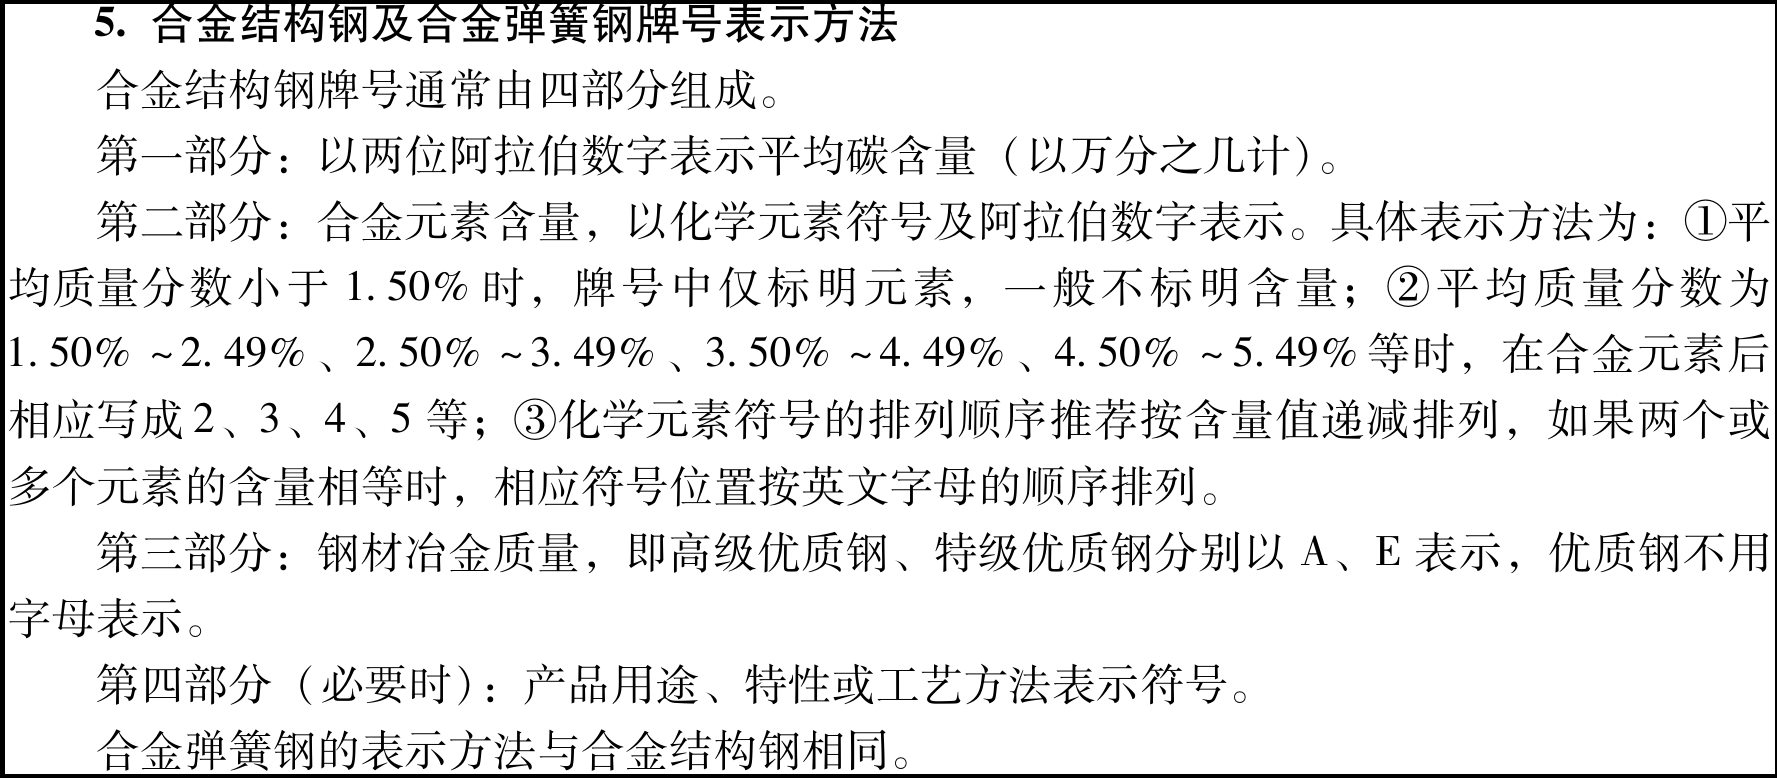 5. 合金结构钢及合金弹簧钢牌号表示方法
合金结构钢牌号通常由四部分组成。
第一部分：以两位阿拉伯数字表示平均碳含量（以万分之几计）。
第二部分：合金元素含量，以化学元素符号及阿拉伯数字表示。具体表示方法为：①平
均质量分数小于 1.50% 时，牌号中仅标明元素，一般不标明含量；②平均质量分数为
1.50% ~2.49% 、2.50% ~3.49% 、3.50% ~4.49% 、4.50% ~5.49% 等时，在合金元素后
相应写成 2、3、4、5 等；③化学元素符号的排列顺序推荐按含量值递减排列，如果两个或
多个元素的含量相等时，相应符号位置按英文字母的顺序排列。
第三部分：钢材冶金质量，即高级优质钢、特级优质钢分别以 A、E 表示，优质钢不用
字母表示。
第四部分（必要时）：产品用途、特性或工艺方法表示符号。
合金弹簧钢的表示方法与合金结构钢相同。